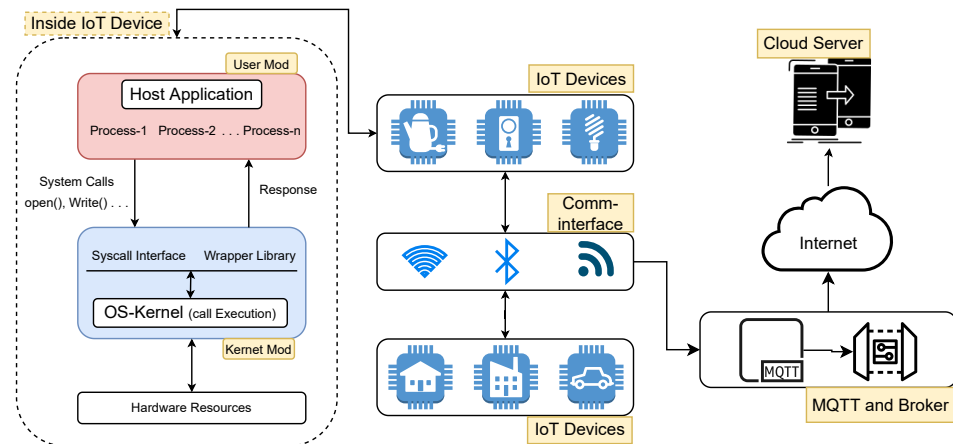 Inside IoT Device
User Mod
Host Application
Process-1 Process-2 . . . Process-n
System Calls
open(), Write() . . .
Response
Syscall Interface Wrapper Library
OS-Kernel (call Execution)
Kernet Mod
Hardware Resources
IoT Devices
Comm-
interface
IoT Devices
Cloud Server
Internet
MQTT
MQTT and Broker